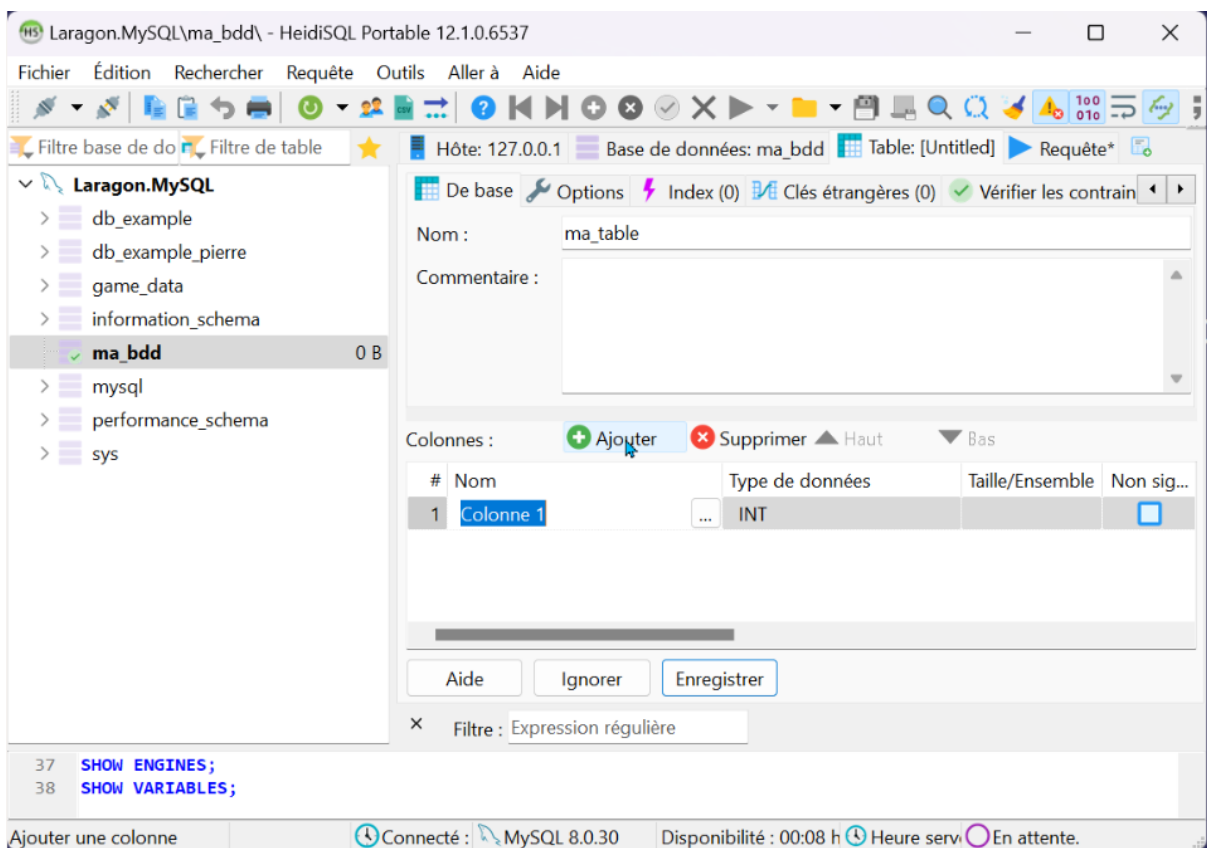 Laragon.MySQL\ma_bdd\ - HeidiSQL Portable 12.1.0.6537
Fichier Édition Rechercher Requête Outils Aller à Aide
Filtre base de do Filtre de table
Hôte: 127.0.0.1 Base de données: ma_bdd Table: [Untitled] Requête*
Laragon.MySQL
db_example
db_example_pierre
game_data
information_schema
ma_bdd 0 B
mysql
performance_schema
sys
De base Options Index (0) Clés étrangères (0) Vérifier les contrain
Nom : ma_table
Commentaire :
Colonnes : Ajouter Supprimer Haut Bas
# Nom Type de données Taille/Ensemble Non sig...
1 Colonne 1 ... INT
Aide Ignorer Enregistrer
× Filtre : Expression régulière
37 SHOW ENGINES;
38 SHOW VARIABLES;
Ajouter une colonne Connecté : MySQL 8.0.30 Disponibilité : 00:08 h Heure serv En attente.